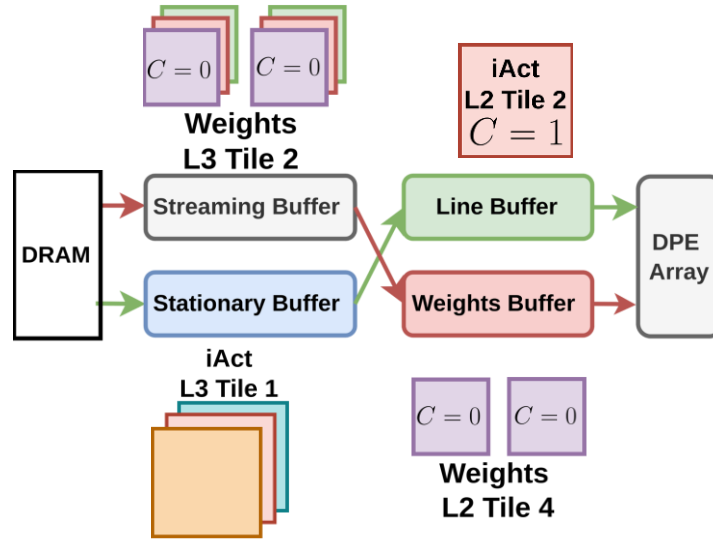 C = 0
C = 0
Weights
L3 Tile 2
iAct
L2 Tile 2
C = 1
DRAM
Streaming Buffer
Line Buffer
DPE
Array
Stationary Buffer
Weights Buffer
iAct
L3 Tile 1
C = 0
C = 0
Weights
L2 Tile 4